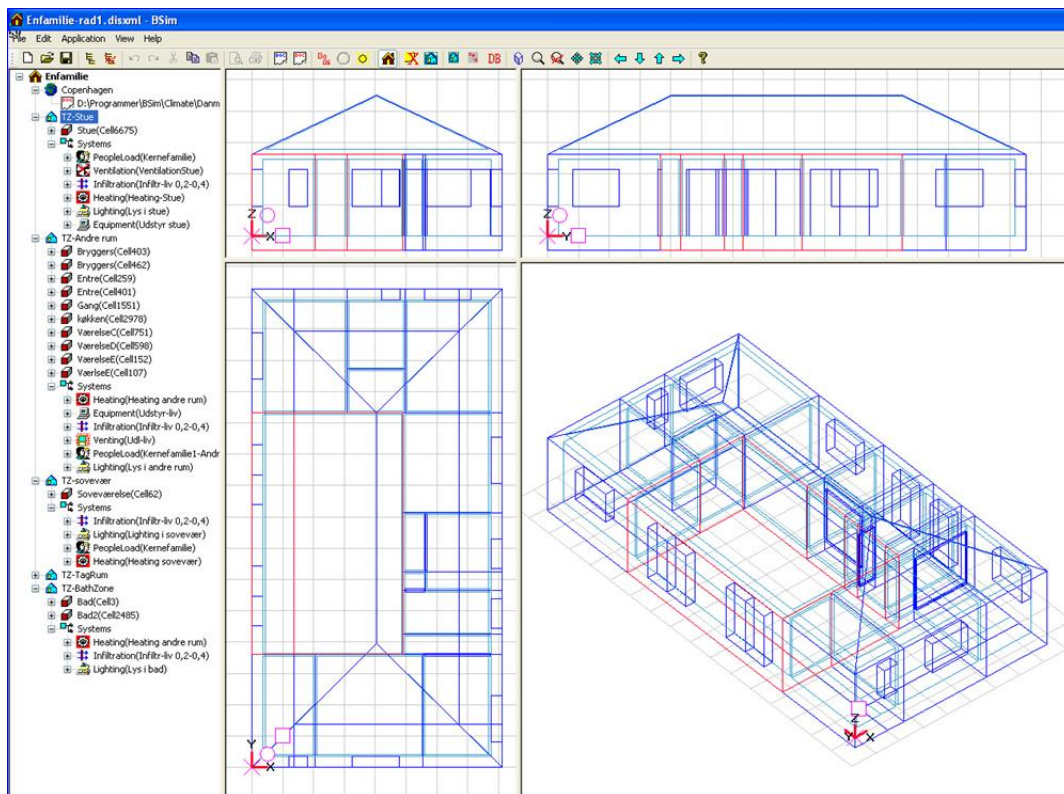 Enfamilie-rad1.disxml - BSim
File Edit Application View Help
DB ?
Enfamilie
Copenhagen
D:\Programmer\BSim\Climate\Danm
TZ-Stue
Stue(Cell6675)
Systems
PeopleLoad(Kernefamilie)
Ventilation(VentilationStue)
Infiltration(Infiltr-liv 0,2-0,4)
Heating(Heating-Stue)
Lighting(Lys i stue)
Equipment(Udstyr stue)
TZ-Andre rum
Bryggers(Cell403)
Bryggers(Cell462)
Entre(Cell259)
Entre(Cell401)
Gang(Cell1551)
køkken(Cell2978)
VærelseC(Cell751)
VærelseD(Cell598)
VærelseE(Cell152)
VærlseE(Cell107)
Systems
Heating(Heating andre rum)
Equipment(Udstyr-liv)
Infiltration(Infiltr-liv 0,2-0,4)
Venting(Udl-liv)
PeopleLoad(Kernefamilie1-Andr
Lighting(Lys i andre rum)
TZ-sovevær
Soveværelse(Cell62)
Systems
Infiltration(Infiltr-liv 0,2-0,4)
Lighting(Lighting i sovevær)
PeopleLoad(Kernefamilie)
Heating(Heating sovevær)
TZ-TagRum
TZ-BathZone
Bad(Cell3)
Bad2(Cell2485)
Systems
Heating(Heating andre rum)
Infiltration(Infiltr-liv 0,2-0,4)
Lighting(Lys i bad)
Z
X
Z
Y
Y
X
Z
Y X